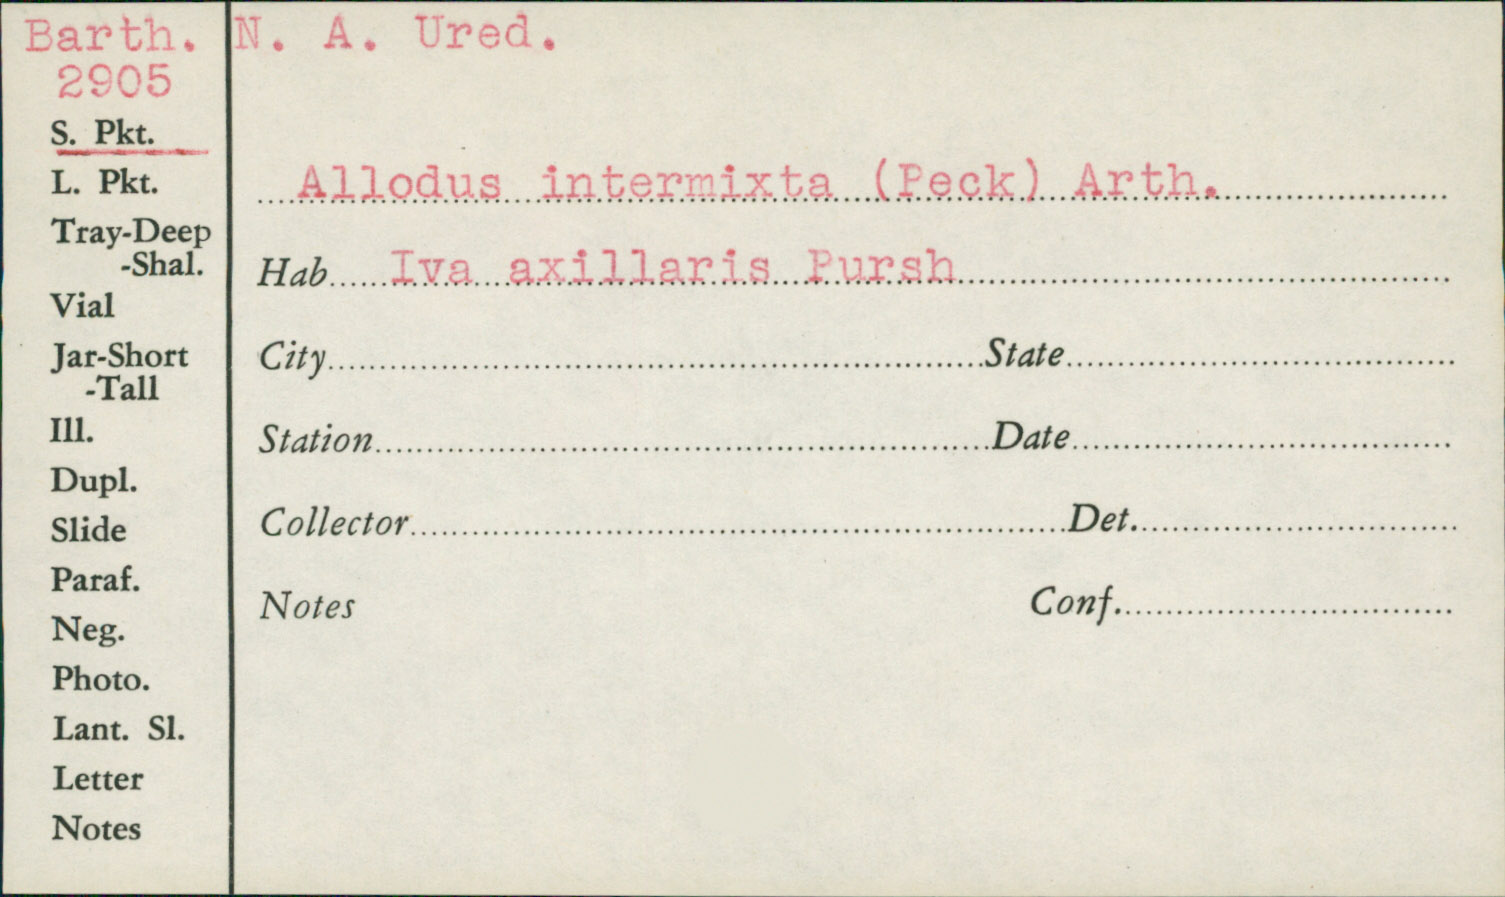 Barth. N. A. Ured.
2905
S. Pkt.
L. Pkt.
Tray-Deep
-Shal.
Vial
Jar-Short
-Tall
Ill.
Dupl.
Slide
Paraf.
Neg.
Photo.
Lant. Sl.
Letter
Notes
Allodus intermixta (Peck) Arth.
Hab Iva axillaris Pursh
City State
Station Date
Collector Det.
Notes Conf.